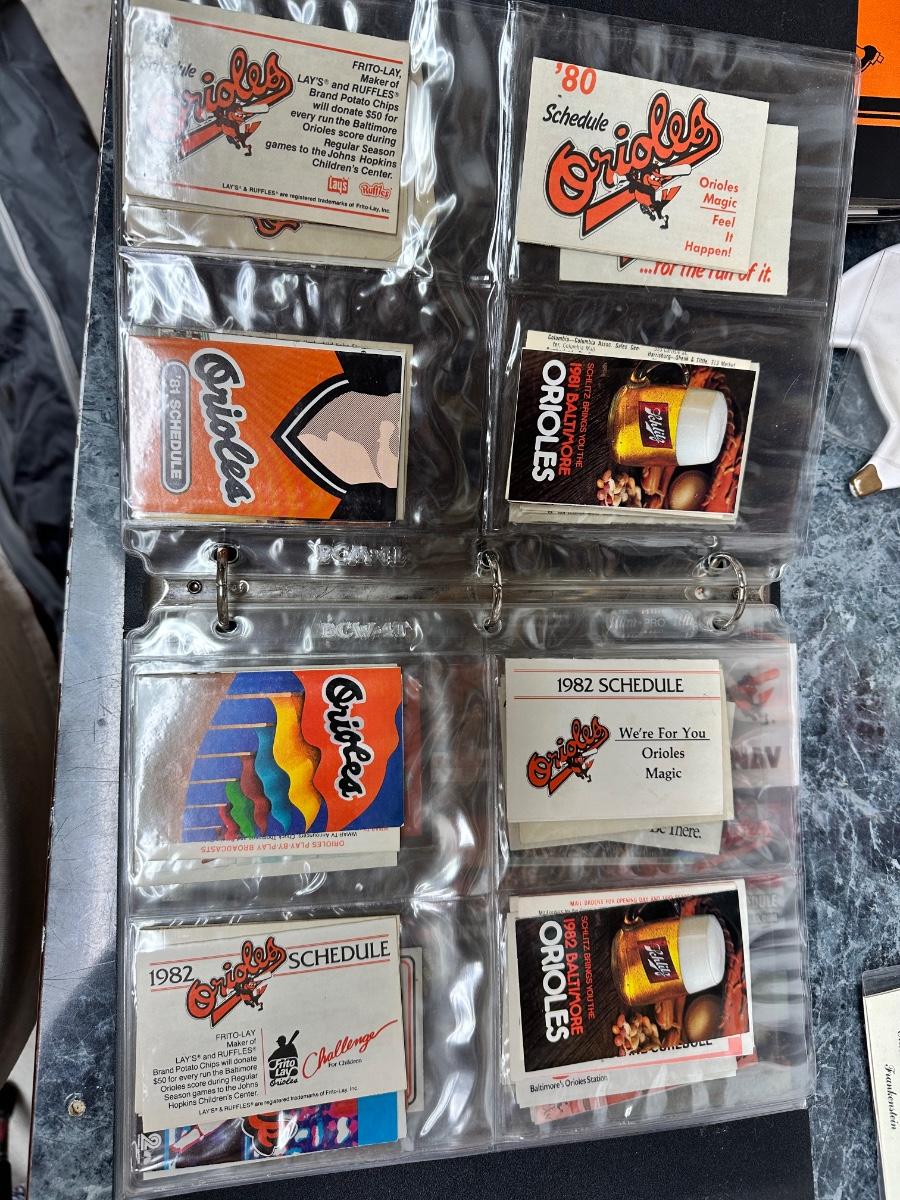 Schedule
Orioles
FRITO-LAY,
Maker of
LAY'S® and RUFFLES®
Brand Potato Chips
will donate $50 for
every run the Baltimore
Orioles score during
Regular Season
games to the Johns Hopkins
Children's Center.
Lay's
Ruffles
LAY'S & RUFFLES® are registered trademarks of Frito-Lay, Inc.
'80
Schedule
Orioles
Orioles
Magic
Feel
It
Happen!
...for the fun of it.
Orioles
'81 SCHEDULE
SCHLITZ BRINGS YOU THE
1981 BALTIMORE
ORIOLES
Schlitz
BCW-4T
Orioles
ORIOLES PLAY-BY-PLAY BROADCASTS
1982 SCHEDULE
Orioles
We're For You
Orioles
Magic
Be There.
1982
Orioles
SCHEDULE
FRITO-LAY
Maker of
LAY'S® and RUFFLES®
Brand Potato Chips will donate
$50 for every run the Baltimore
Orioles score during Regular
Season games to the Johns
Hopkins Children's Center.
Frito
Lay
Orioles
Challenge
For Children
LAY'S & RUFFLES® are registered trademarks of Frito-Lay, Inc.
SCHLITZ BRINGS YOU THE
1982 BALTIMORE
ORIOLES
Schlitz
SCHEDULE
Baltimore's Orioles Station
Frankenstein